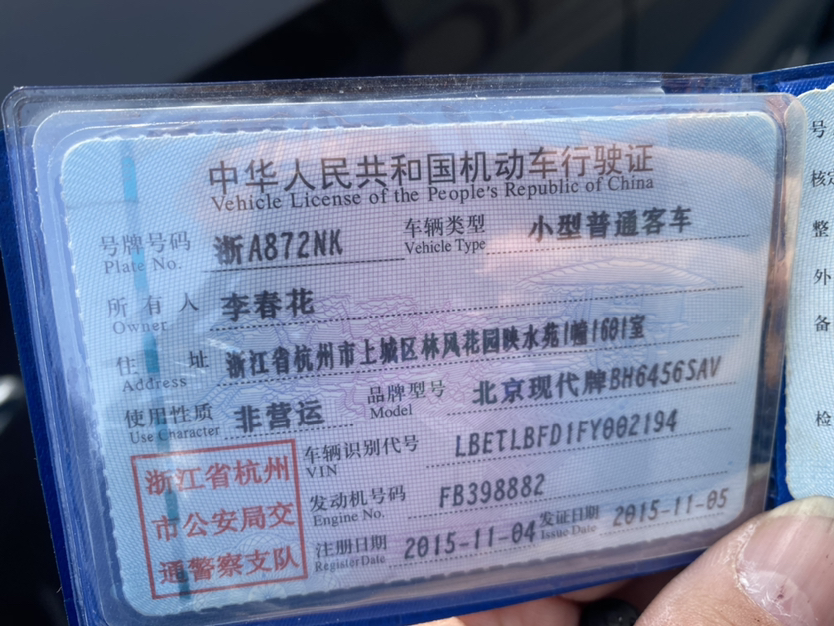 中华人民共和国机动车行驶证
Vehicle License of the People's Republic of China
号牌号码 浙A872NK 车辆类型 小型普通客车
Plate No. Vehicle Type
所有人 李春花
Owner
住址 浙江省杭州市上城区林风花园映水苑1幢1601室
Address
使用性质 非营运 品牌型号 北京现代牌BH6456SAV
Use Character Model
车辆识别代号 LBETLBFD1FY002194
VIN
发动机号码 FB398882
Engine No.
注册日期 2015-11-04 发证日期 2015-11-05
Register Date Issue Date
浙江省杭州
市公安局交
通警察支队
号
核定
整
外
备
检